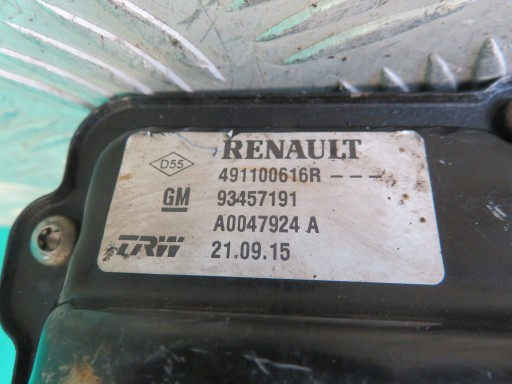 D55 RENAULT
491100616R ---
GM 93457191
A0047924 A
TRW 21.09.15